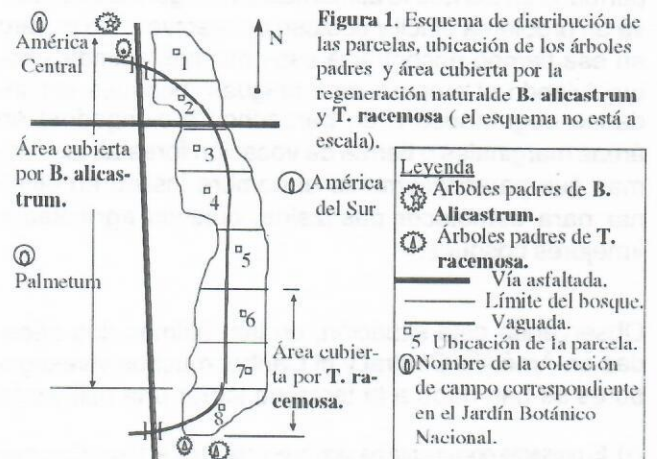 Figura 1. Esquema de distribución de
las parcelas, ubicación de los árboles
padres y área cubierta por la
regeneración naturalde B. alicastrum
y T. racemosa ( el esquema no está a
escala).
América
Central
N
1
2
3
4
5
6
7
8
Área cubierta
por B. alicas-
trum.
América
del Sur
Palmetum
Área cubier-
ta por T. ra-
cemosa.
Leyenda
Árboles padres de B.
Alicastrum.
Árboles padres de T.
racemosa.
Vía asfaltada.
Límite del bosque.
Vaguada.
5 Ubicación de la parcela.
Nombre de la colección
de campo correspondiente
en el Jardín Botánico
Nacional.